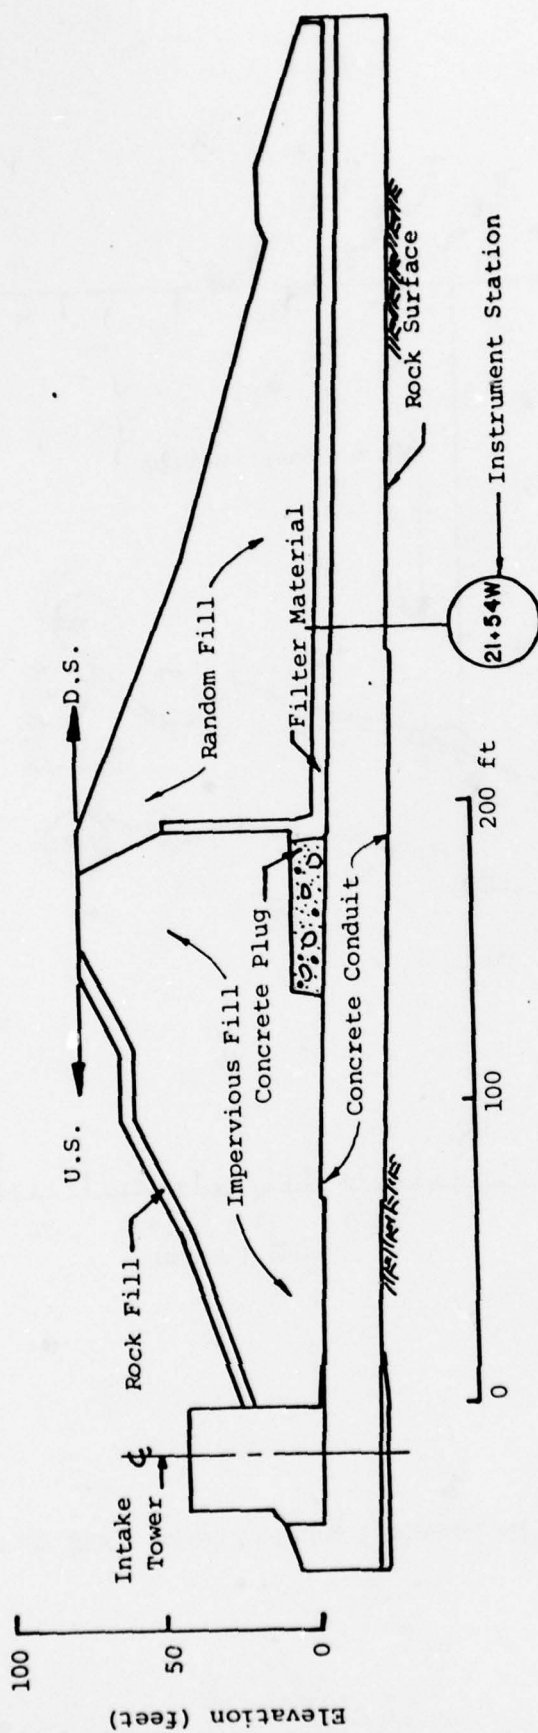 Elevation (feet)
100
50
0
Intake
Tower
℄
Rock Fill
U.S.
D.S.
Impervious Fill
Concrete Plug
Random Fill
Filter Material
Concrete Conduit
Rock Surface
21+54W
Instrument Station
0
100
200 ft